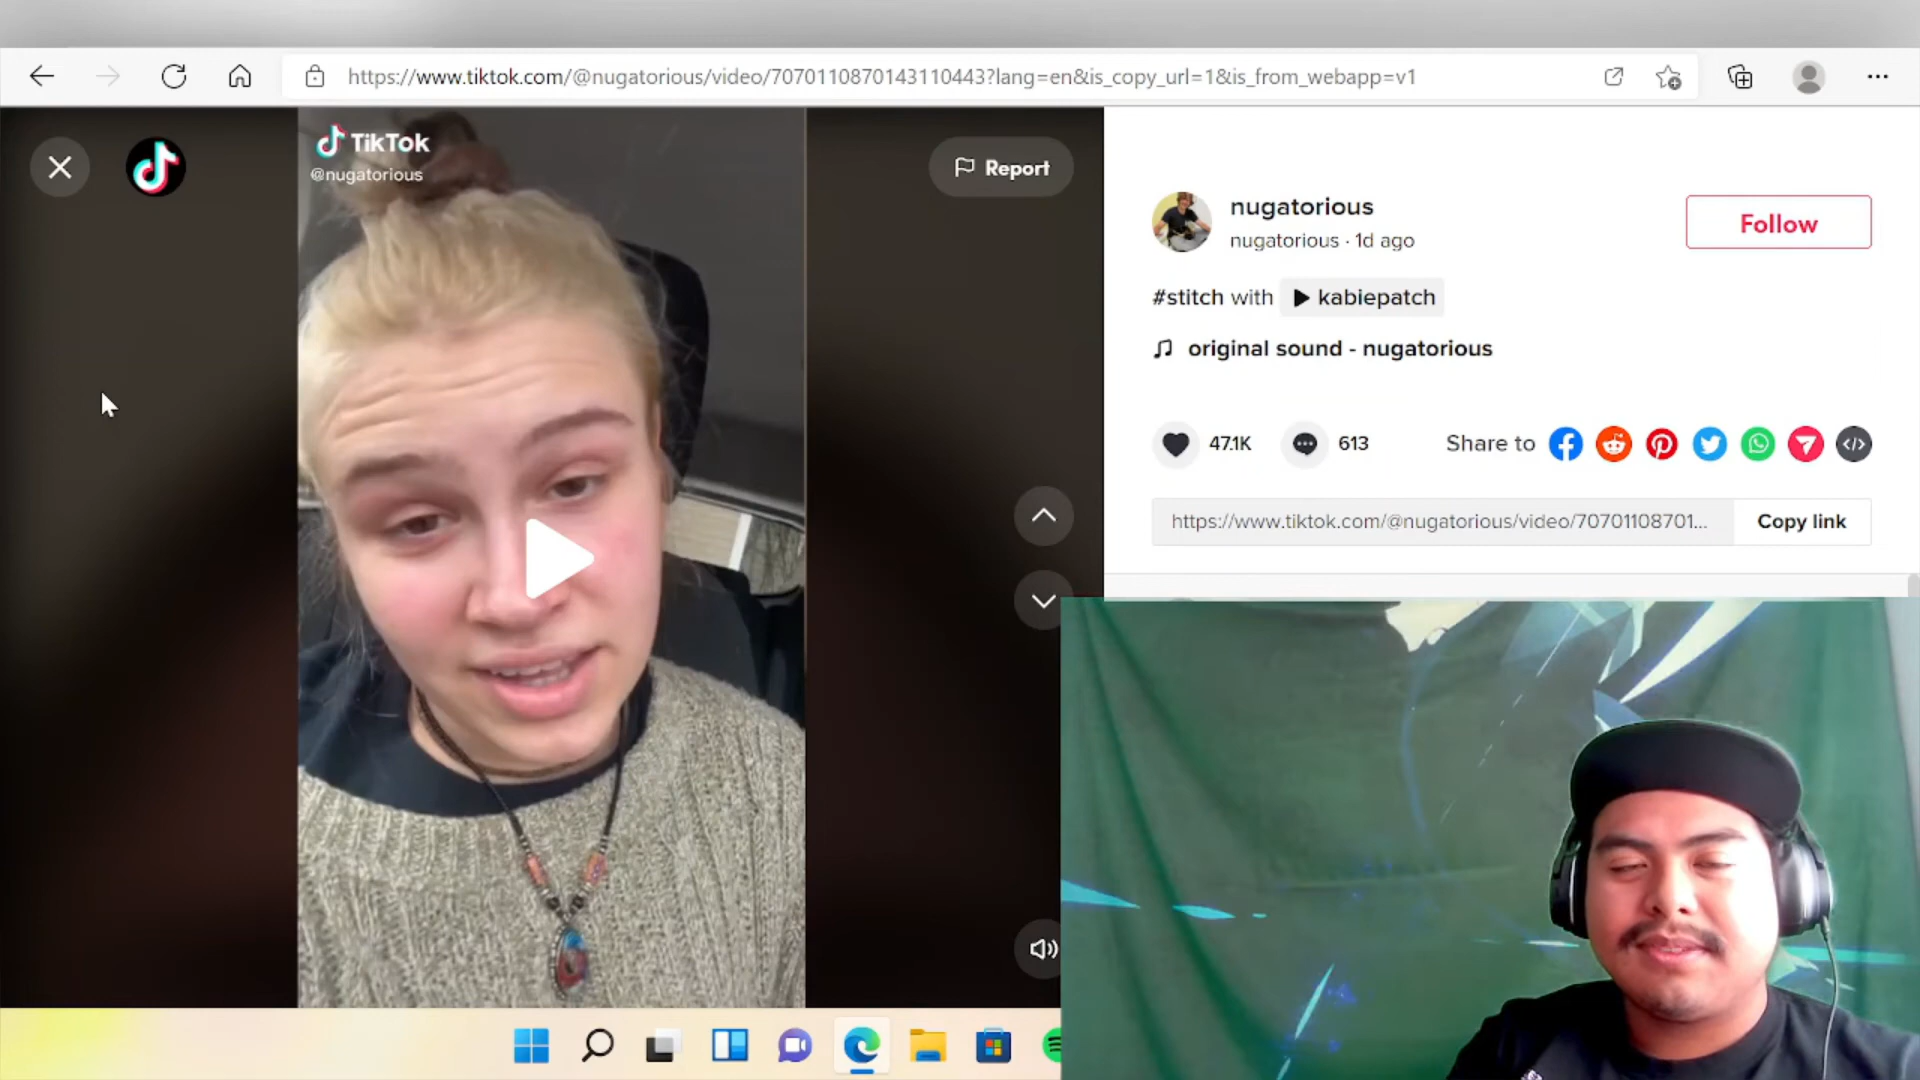 https://www.tiktok.com/@nugatorious/video/7070110870143110443?lang=en&is_copy_url=1&is_from_webapp=v1
TikTok
@nugatorious
Report
nugatorious
nugatorious · 1d ago
Follow
#stitch with kabiepatch
original sound - nugatorious
47.1K
613
Share to
https://www.tiktok.com/@nugatorious/video/70701108701...
Copy link